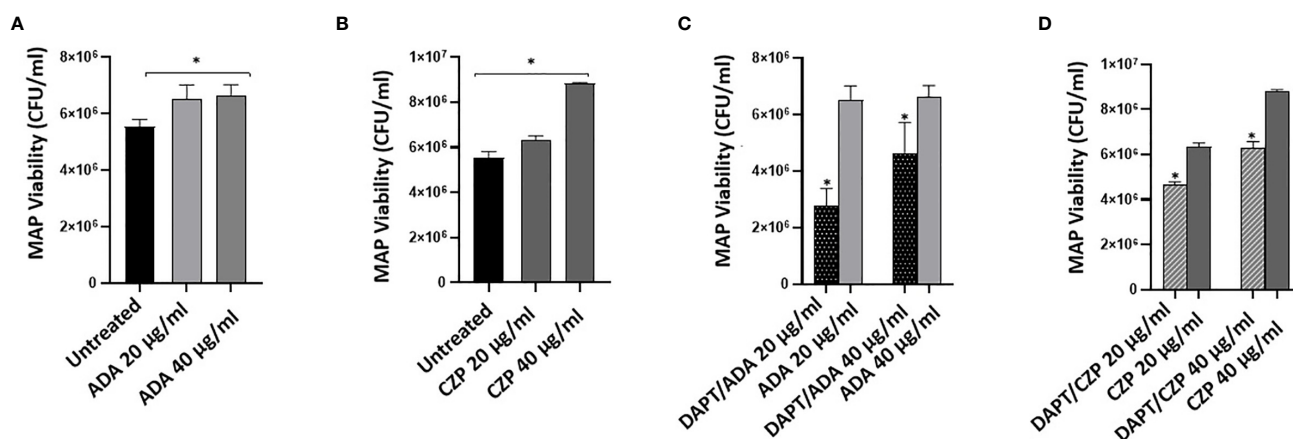 A
MAP Viability (CFU/ml)
8×10⁶
6×10⁶
4×10⁶
2×10⁶
0
*
Untreated
ADA 20 μg/ml
ADA 40 μg/ml
B
MAP Viability (CFU/ml)
1×10⁷
8×10⁶
6×10⁶
4×10⁶
2×10⁶
0
*
Untreated
CZP 20 μg/ml
CZP 40 μg/ml
C
MAP Viability (CFU/ml)
8×10⁶
6×10⁶
4×10⁶
2×10⁶
0
*
*
DAPT/ADA 20 μg/ml
ADA 20 μg/ml
DAPT/ADA 40 μg/ml
ADA 40 μg/ml
D
MAP Viability (CFU/ml)
1×10⁷
8×10⁶
6×10⁶
4×10⁶
2×10⁶
0
*
*
DAPT/CZP 20 μg/ml
CZP 20 μg/ml
DAPT/CZP 40 μg/ml
CZP 40 μg/ml